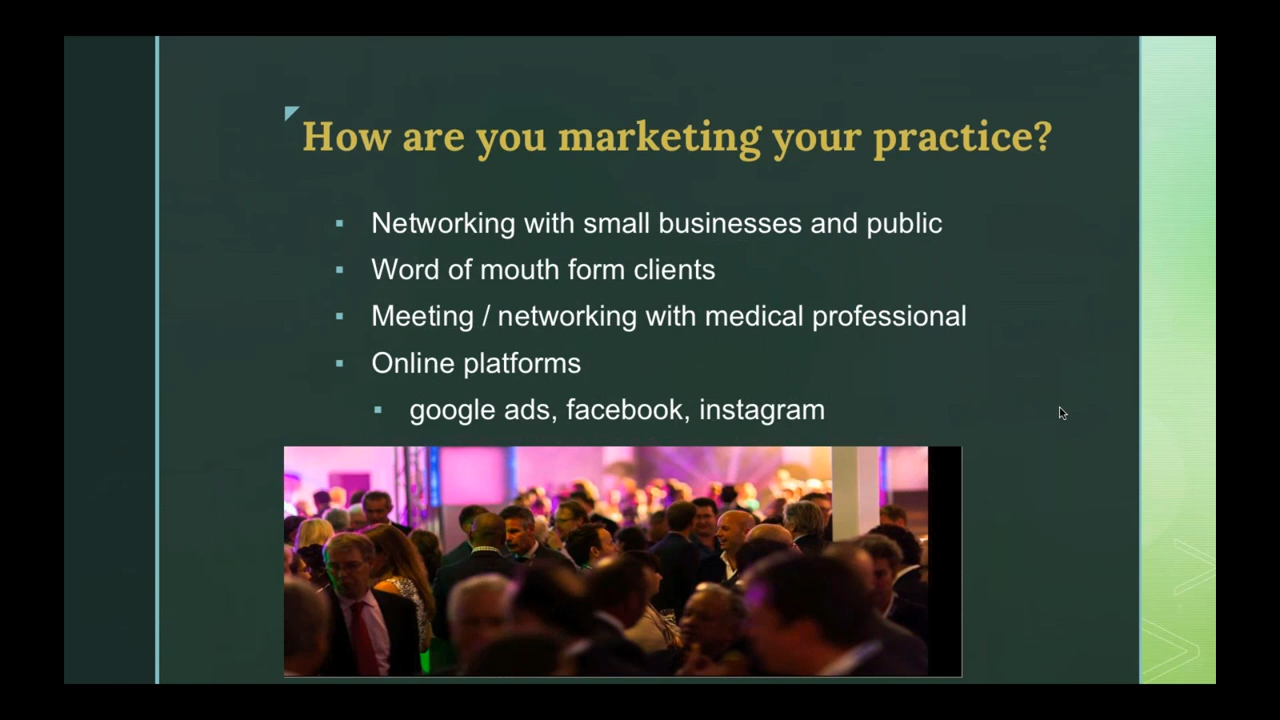 How are you marketing your practice?
Networking with small businesses and public
Word of mouth form clients
Meeting / networking with medical professional
Online platforms
google ads, facebook, instagram